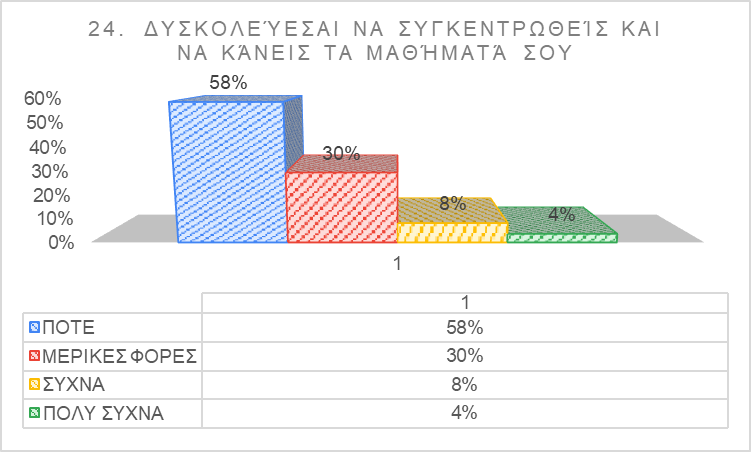 24. ΔΥΣΚΟΛΕΎΕΣΑΙ ΝΑ ΣΥΓΚΕΝΤΡΩΘΕΊΣ ΚΑΙ
ΝΑ ΚΆΝΕΙΣ ΤΑ ΜΑΘΉΜΑΤΆ ΣΟΥ
58%
60%
50%
40%
30%
20%
10%
0%
30%
8%
4%
1
1
ΠΟΤΕ 58%
ΜΕΡΙΚΕΣ ΦΟΡΕΣ 30%
ΣΥΧΝΑ 8%
ΠΟΛΥ ΣΥΧΝΑ 4%